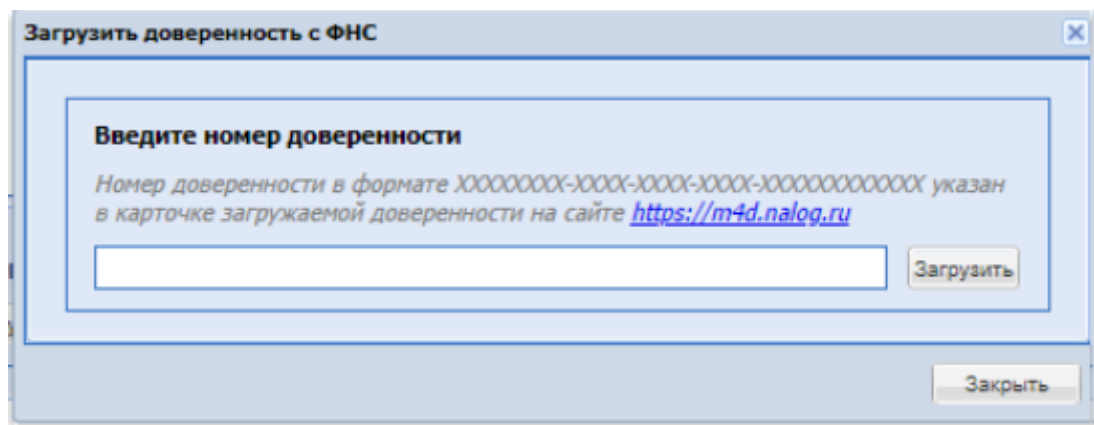 Загрузить доверенность с ФНС
Введите номер доверенности
Номер доверенности в формате XXXXXXXX-XXXX-XXXX-XXXX-XXXXXXXXXXXX указан
в карточке загружаемой доверенности на сайте https://m4d.nalog.ru
Загрузить
Закрыть